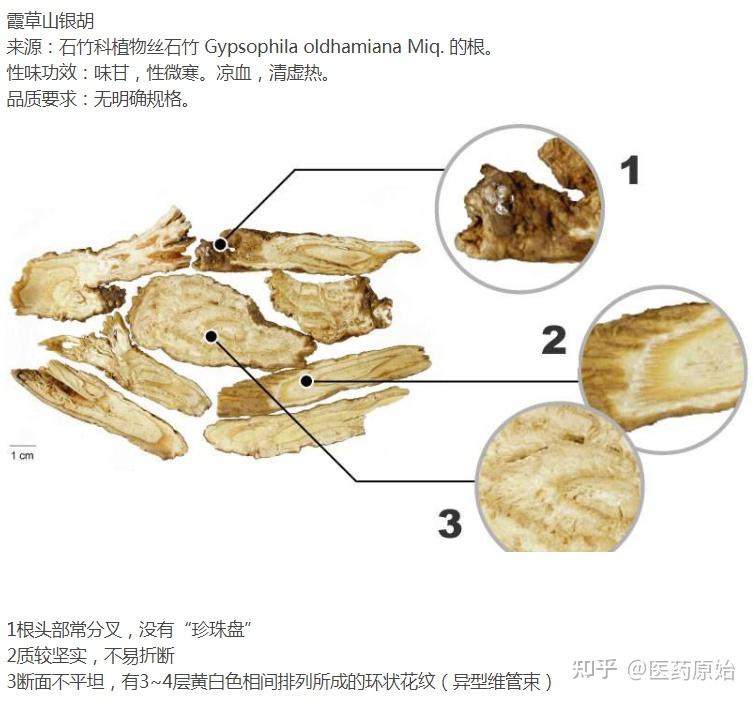 霞草山银胡
来源：石竹科植物丝石竹 Gypsophila oldhamiana Miq. 的根。
性味功效：味甘，性微寒。凉血，清虚热。
品质要求：无明确规格。
1
2
1 cm
3
1根头部常分叉，没有“珍珠盘”
2质较坚实，不易折断
3断面不平坦，有3~4层黄白色相间排列所成的环状花纹（异型维管束）
知乎 @医药原始